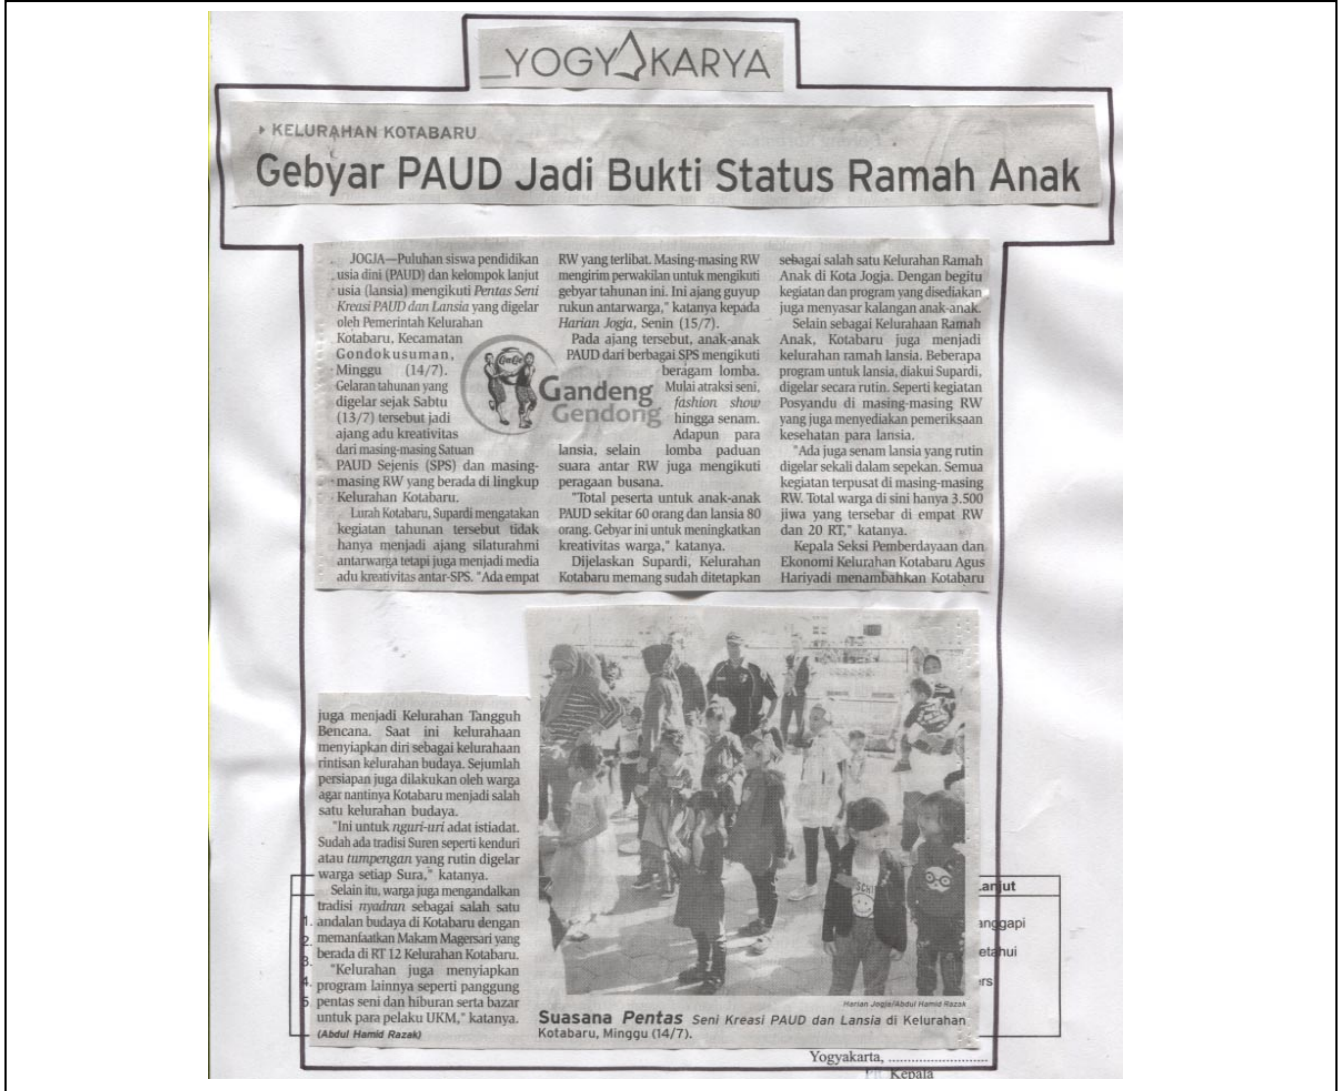 YOGYAKARYA
KELURAHAN KOTABARU
Gebyar PAUD Jadi Bukti Status Ramah Anak
JOGJA—Puluhan siswa pendidikan
usia dini (PAUD) dan kelompok lanjut
usia (lansia) mengikuti Pentas Seni
Kreasi PAUD dan Lansia yang digelar
oleh Pemerintah Kelurahan
Kotabaru, Kecamatan
Gondokusuman,
Minggu (14/7).
Gelaran tahunan yang
digelar sejak Sabtu
(13/7) tersebut jadi
ajang adu kreativitas
dari masing-masing Satuan
PAUD Sejenis (SPS) dan masing-
masing RW yang berada di lingkup
Kelurahan Kotabaru.
Lurah Kotabaru, Supardi mengatakan
kegiatan tahunan tersebut tidak
hanya menjadi ajang silaturahmi
antarwarga tetapi juga menjadi media
adu kreativitas antar-SPS. "Ada empat
Gandeng
Gendong
RW yang terlibat. Masing-masing RW
mengirim perwakilan untuk mengikuti
gebyar tahunan ini. Ini ajang guyup
rukun antarwarga," katanya kepada
Harian Jogja, Senin (15/7).
Pada ajang tersebut, anak-anak
PAUD dari berbagai SPS mengikuti
beragam lomba.
Mulai atraksi seni,
fashion show
hingga senam.
Adapun para
lansia, selain lomba paduan
suara antar RW juga mengikuti
peragaan busana.
"Total peserta untuk anak-anak
PAUD sekitar 60 orang dan lansia 80
orang. Gebyar ini untuk meningkatkan
kreativitas warga," katanya.
Dijelaskan Supardi, Kelurahan
Kotabaru memang sudah ditetapkan
sebagai salah satu Kelurahan Ramah
Anak di Kota Jogja. Dengan begitu
kegiatan dan program yang disediakan
juga menyasar kalangan anak-anak.
Selain sebagai Kelurahaan Ramah
Anak, Kotabaru juga menjadi
kelurahan ramah lansia. Beberapa
program untuk lansia, diakui Supardi,
digelar secara rutin. Seperti kegiatan
Posyandu di masing-masing RW
yang juga menyediakan pemeriksaan
kesehatan para lansia.
"Ada juga senam lansia yang rutin
digelar sekali dalam sepekan. Semua
kegiatan terpusat di masing-masing
RW. Total warga di sini hanya 3.500
jiwa yang tersebar di empat RW
dan 20 RT," katanya.
Kepala Seksi Pemberdayaan dan
Ekonomi Kelurahan Kotabaru Agus
Hariyadi menambahkan Kotabaru
juga menjadi Kelurahan Tangguh
Bencana. Saat ini kelurahaan
menyiapkan diri sebagai kelurahaan
rintisan kelurahan budaya. Sejumlah
persiapan juga dilakukan oleh warga
agar nantinya Kotabaru menjadi salah
satu kelurahan budaya.
"Ini untuk nguri-uri adat istiadat.
Sudah ada tradisi Suren seperti kenduri
atau tumpengan yang rutin digelar
warga setiap Sura," katanya.
Selain itu, warga juga mengandalkan
tradisi nyadran sebagai salah satu
andalan budaya di Kotabaru dengan
memanfaatkan Makam Magersari yang
berada di RT 12 Kelurahan Kotabaru.
"Kelurahan juga menyiapkan
program lainnya seperti panggung
pentas seni dan hiburan serta bazar
untuk para pelaku UKM," katanya.
(Abdul Hamid Razak)
Harian Jogja/Abdul Hamid Razak
Suasana Pentas Seni Kreasi PAUD dan Lansia di Kelurahan
Kotabaru, Minggu (14/7).
1.
2.
3.
4.
5.
Lanjut
anggapi
etahui
ers
Yogyakarta, ............................
Kepala